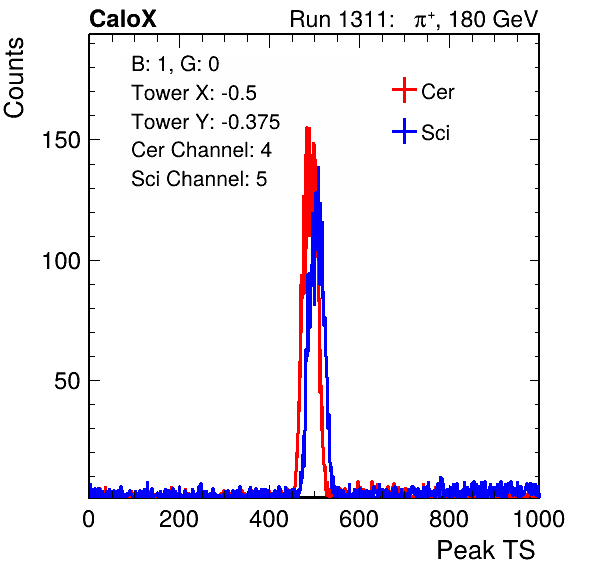 CaloX Run 1311: π⁺, 180 GeV
Counts
B: 1, G: 0
Tower X: -0.5
Tower Y: -0.375
Cer Channel: 4
Sci Channel: 5
Cer
Sci
150
100
50
0 200 400 600 800 1000
Peak TS